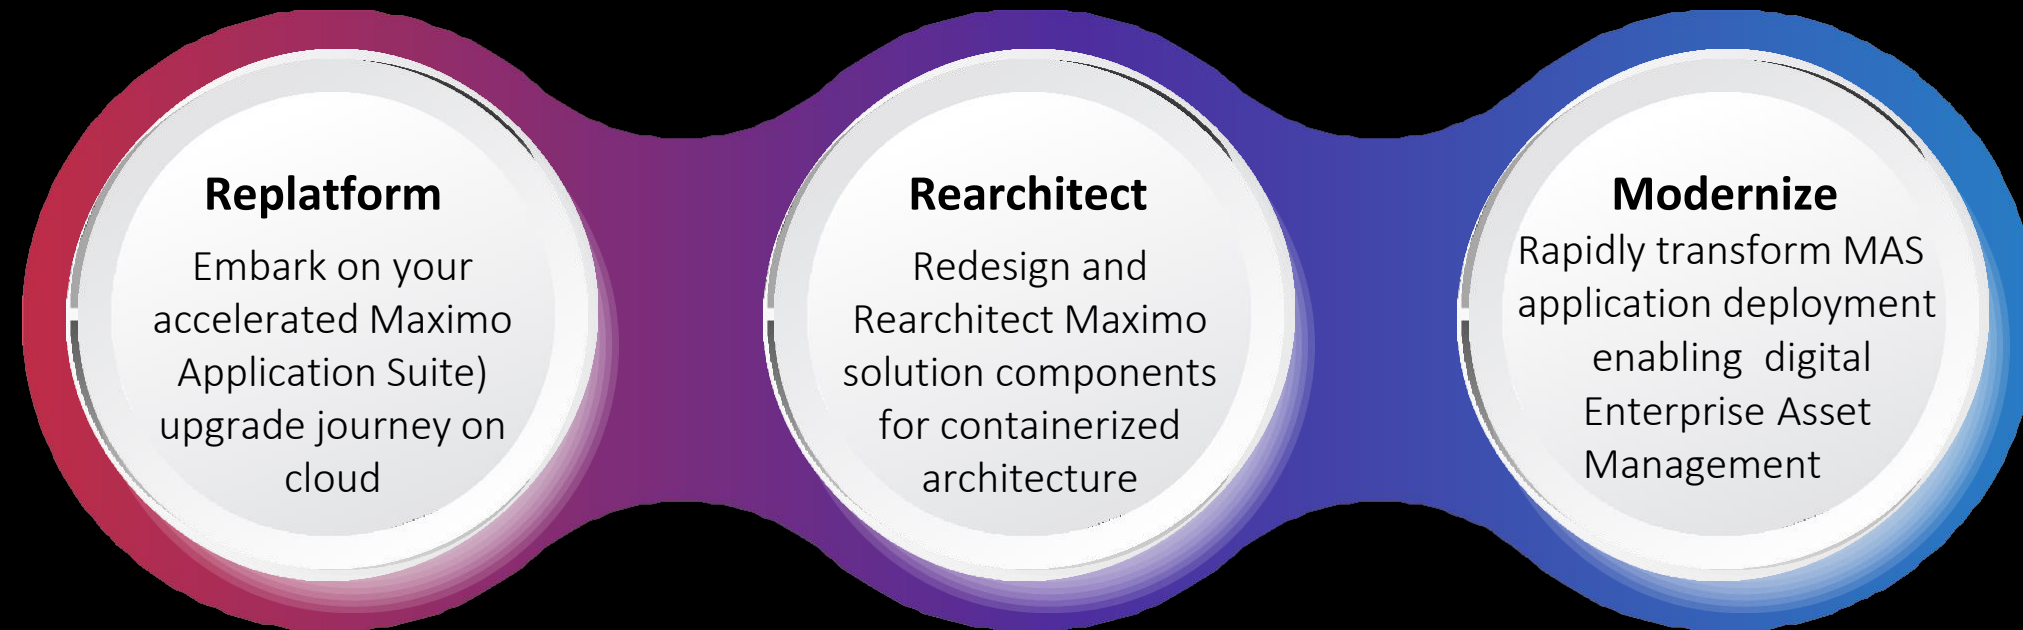 Replatform
Embark on your
accelerated Maximo
Application Suite)
upgrade journey on
cloud
Rearchitect
Redesign and
Rearchitect Maximo
solution components
for containerized
architecture
Modernize
Rapidly transform MAS
application deployment
enabling  digital
Enterprise Asset
Management